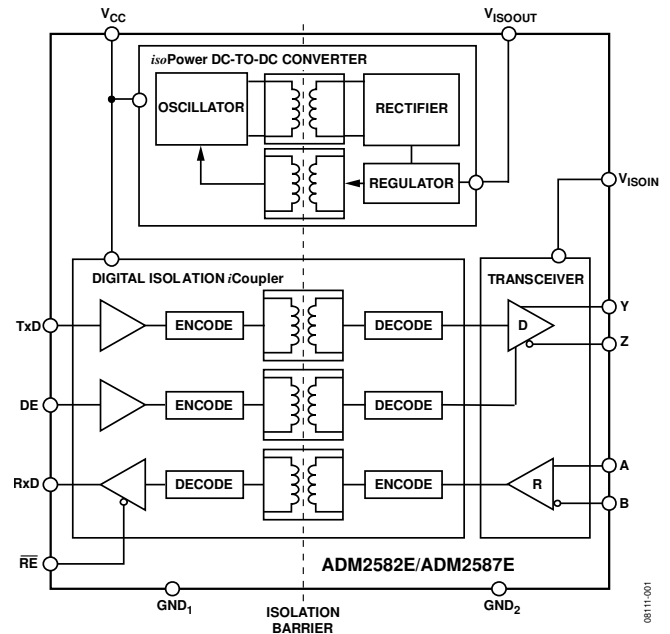 VCC
VISOOUT
isoPower DC-TO-DC CONVERTER
OSCILLATOR
RECTIFIER
REGULATOR
VISOIN
DIGITAL ISOLATION iCoupler
TRANSCEIVER
TxD
ENCODE
DECODE
D
Y
Z
DE
ENCODE
DECODE
RxD
DECODE
ENCODE
R
A
B
RE
ADM2582E/ADM2587E
GND1
ISOLATION
BARRIER
GND2
08111-001